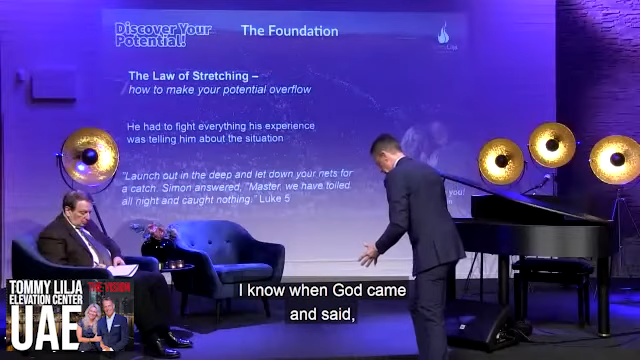 Discover Your
Potential!
The Foundation
The Law of Stretching –
how to make your potential overflow
He had to fight everything his experience
was telling him about the situation
"Launch out in the deep and let down your nets for
a catch. Simon answered, "Master, we have toiled
all night and caught nothing." Luke 5
you!
I know when God came
and said,
TOMMY LILJA
ELEVATION CENTER
THE VISION
UAE